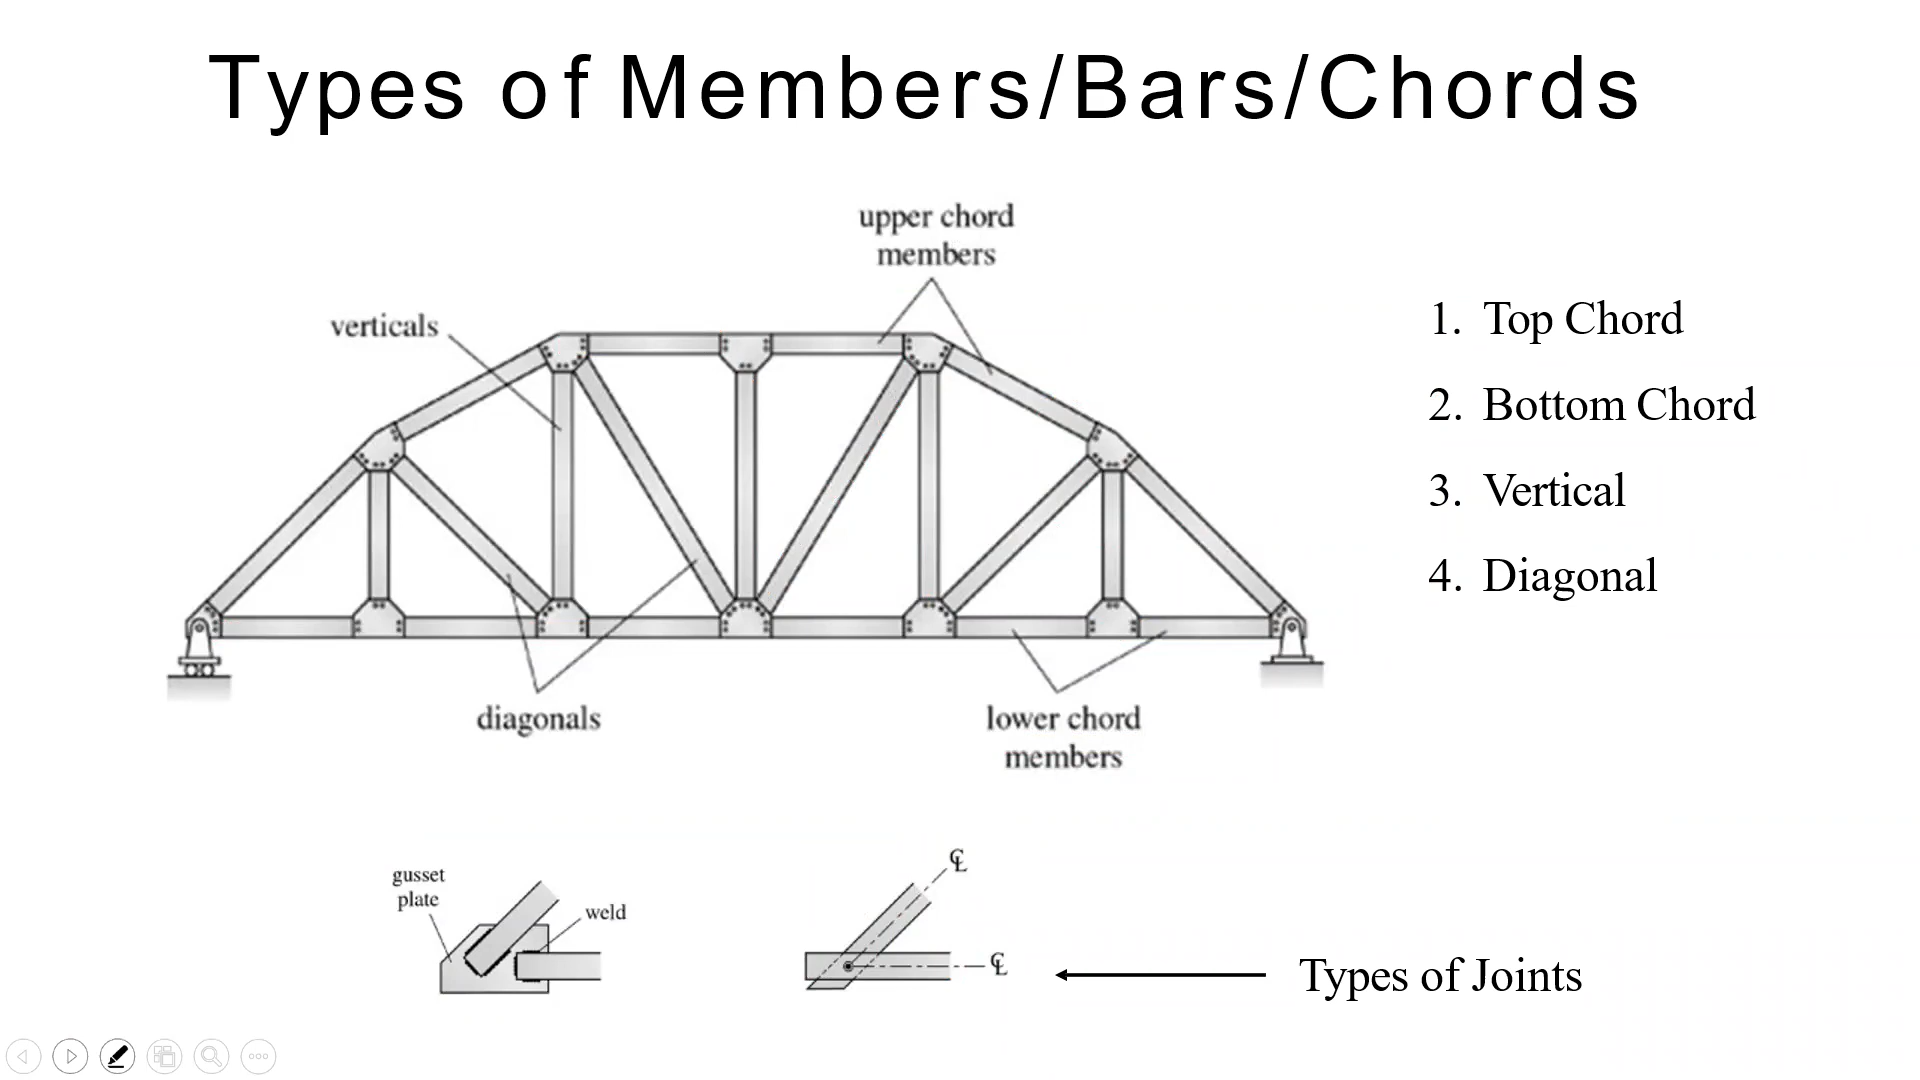 Types of Members/Bars/Chords
upper chord
members
verticals
1. Top Chord
2. Bottom Chord
3. Vertical
4. Diagonal
diagonals
lower chord
members
gusset
plate
weld
℄
℄
Types of Joints